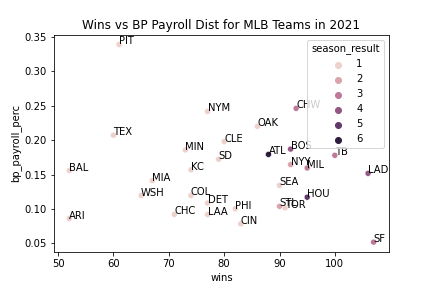 Wins vs BP Payroll Dist for MLB Teams in 2021
bp_payroll_perc
0.35
0.30
0.25
0.20
0.15
0.10
0.05
season_result
1
2
3
4
5
6
PIT
CHW
NYM
OAK
TEX
CLE
MIN
BOS
ATL
TB
SD
NYY
MIL
KC
BAL
LAD
MIA
SEA
WSH
COL
HOU
DET
STL
TOR
PHI
CHC
LAA
ARI
CIN
SF
50
60
70
80
90
100
wins